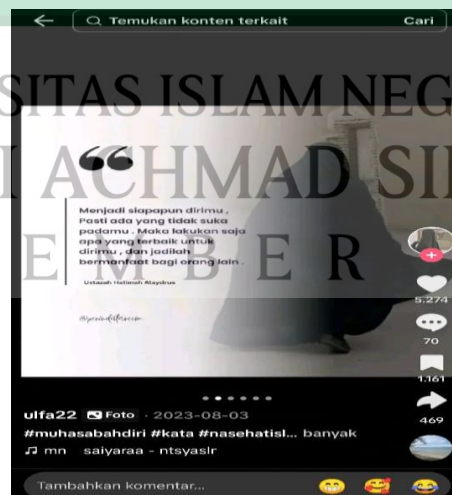 Temukan konten terkait Cari
SITAS ISLAM NEG
I ACHMAD SI
E M B E R
Menjadi siapapun dirimu ,
Pasti ada yang tidak suka
padamu . Maka lakukan saja
apa yang terbaik untuk
dirimu , dan jadilah
bermanfaat bagi orang lain .
Ustazah Halimah Alaydrus
5.274
70
1.161
469
ulfa22 Foto · 2023-08-03
#muhasabahdiri #kata #nasehatisl... banyak
mn saiyaraa - ntsyaslr
Tambahkan komentar...